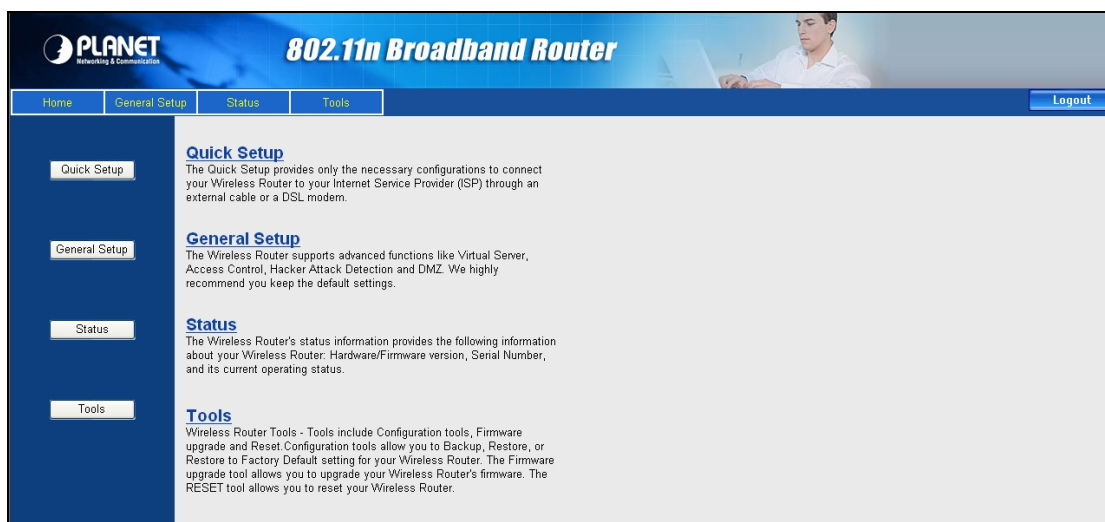 PLANET
Networking & Communication
802.11n Broadband Router
Home General Setup Status Tools
Logout
Quick Setup
Quick Setup
The Quick Setup provides only the necessary configurations to connect
your Wireless Router to your Internet Service Provider (ISP) through an
external cable or a DSL modem.
General Setup
General Setup
The Wireless Router supports advanced functions like Virtual Server,
Access Control, Hacker Attack Detection and DMZ. We highly
recommend you keep the default settings.
Status
Status
The Wireless Router's status information provides the following information
about your Wireless Router: Hardware/Firmware version, Serial Number,
and its current operating status.
Tools
Tools
Wireless Router Tools - Tools include Configuration tools, Firmware
upgrade and Reset.Configuration tools allow you to Backup, Restore, or
Restore to Factory Default setting for your Wireless Router. The Firmware
upgrade tool allows you to upgrade your Wireless Router's firmware. The
RESET tool allows you to reset your Wireless Router.